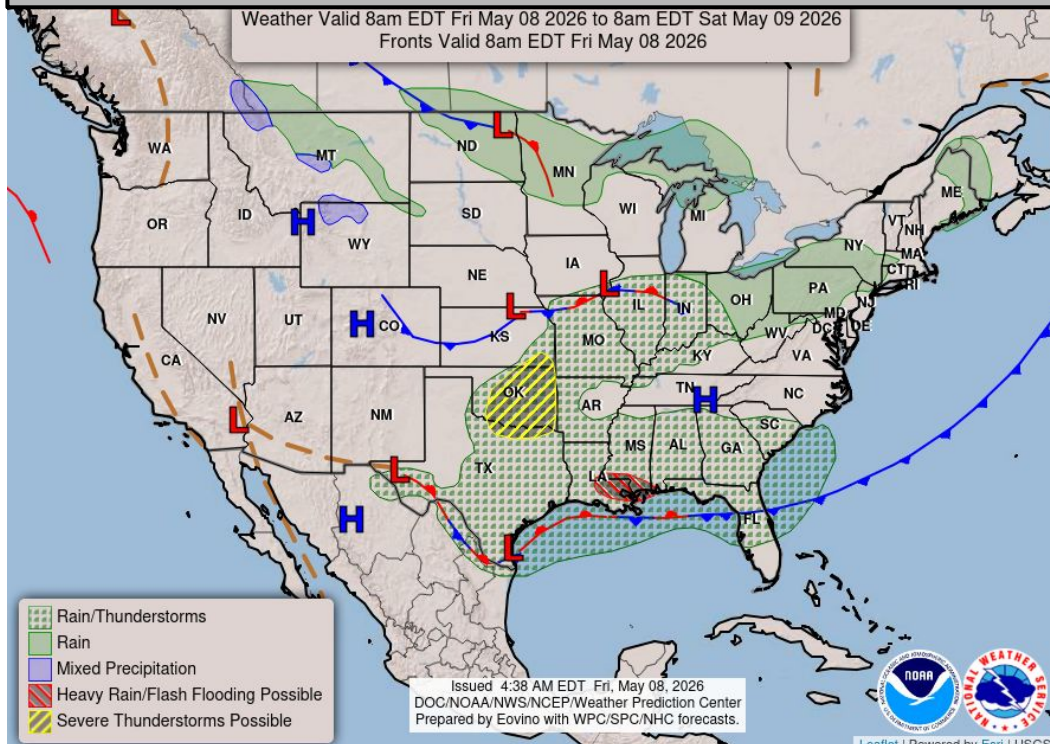 Weather Valid 8am EDT Fri May 08 2026 to 8am EDT Sat May 09 2026
Fronts Valid 8am EDT Fri May 08 2026
L
WA
MT
ND
L
MN
ME
OR
ID
H
WY
SD
WI
MI
VT
NH
NY
MA
CT
RI
NV
UT
H
CO
NE
IA
L
L
KS
IL
IN
OH
PA
NJ
MD
DE
DC
WV
VA
MO
KY
CA
L
AZ
NM
OK
AR
TN
H
NC
SC
L
TX
LA
MS
AL
GA
H
L
FL
Rain/Thunderstorms
Rain
Mixed Precipitation
Heavy Rain/Flash Flooding Possible
Severe Thunderstorms Possible
Issued 4:38 AM EDT Fri, May 08, 2026
DOC/NOAA/NWS/NCEP/Weather Prediction Center
Prepared by Eovino with WPC/SPC/NHC forecasts.
NOAA
NATIONAL WEATHER SERVICE
Leaflet | Powered by Esri | USGS